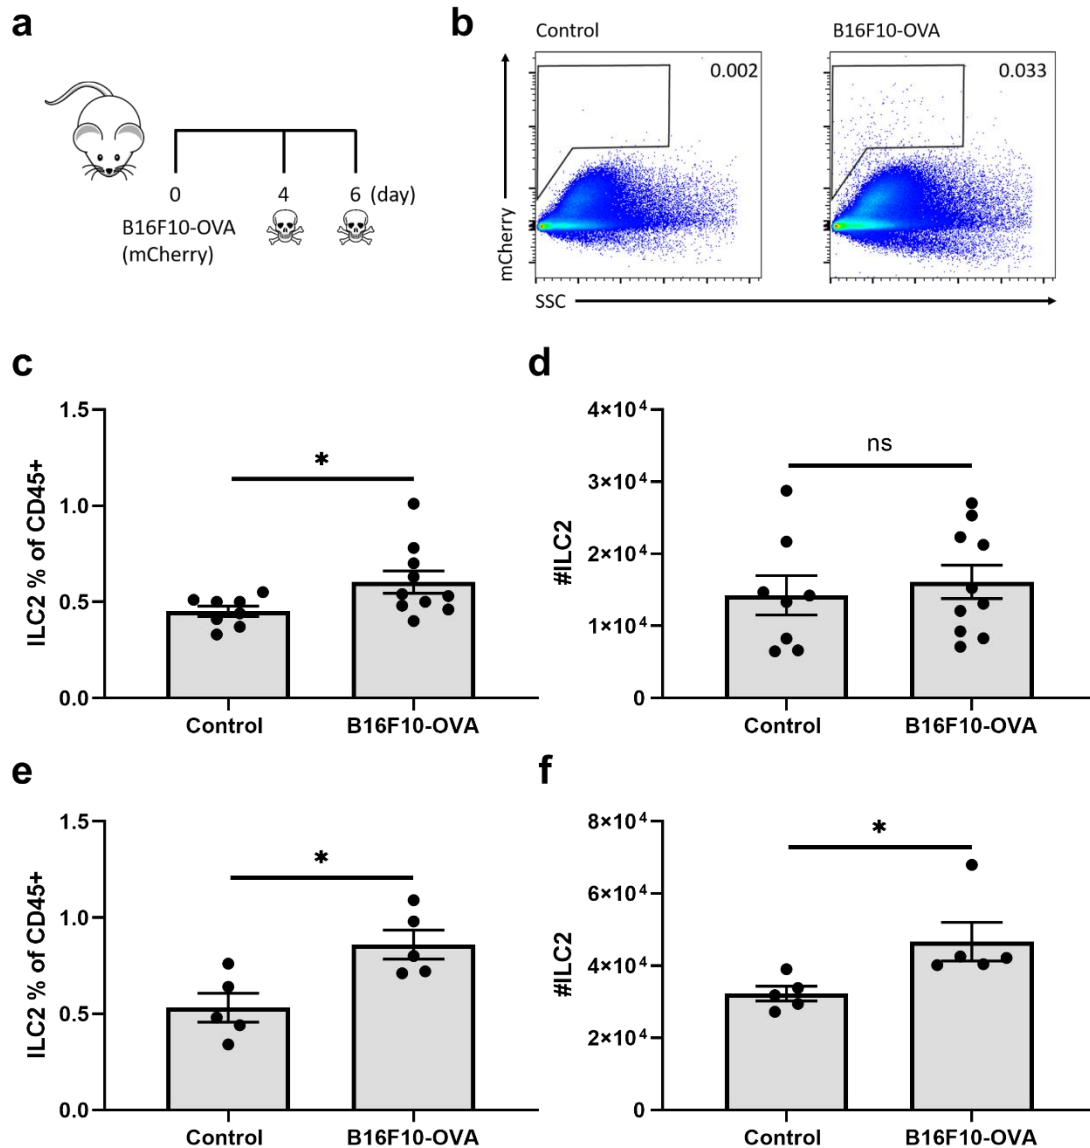 a
0
4
6 (day)
B16F10-OVA
(mCherry)
b
Control
B16F10-OVA
0.002
0.033
mCherry
SSC
c
ILC2 % of CD45+
1.5
1.0
0.5
0.0
*
Control
B16F10-OVA
d
#ILC2
4×10⁴
3×10⁴
2×10⁴
1×10⁴
0
ns
Control
B16F10-OVA
e
ILC2 % of CD45+
1.5
1.0
0.5
0.0
*
Control
B16F10-OVA
f
#ILC2
8×10⁴
6×10⁴
4×10⁴
2×10⁴
0
*
Control
B16F10-OVA